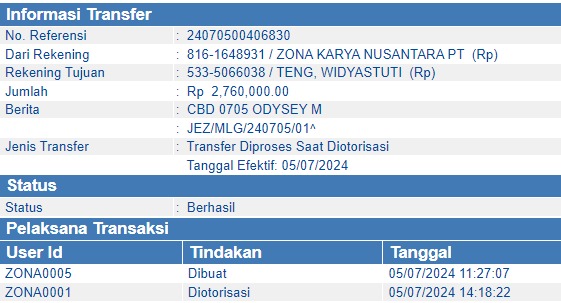 Informasi Transfer
No. Referensi : 24070500406830
Dari Rekening : 816-1648931 / ZONA KARYA NUSANTARA PT (Rp)
Rekening Tujuan : 533-5066038 / TENG, WIDYASTUTI (Rp)
Jumlah : Rp 2,760,000.00
Berita : CBD 0705 ODYSEY M
: JEZ/MLG/240705/01^
Jenis Transfer : Transfer Diproses Saat Diotorisasi
Tanggal Efektif: 05/07/2024
Status
Status : Berhasil
Pelaksana Transaksi
User Id Tindakan Tanggal
ZONA0005 Dibuat 05/07/2024 11:27:07
ZONA0001 Diotorisasi 05/07/2024 14:18:22